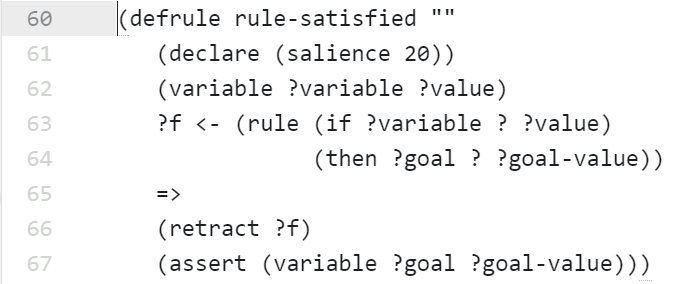 60 (defrule rule-satisfied ""
61 (declare (salience 20))
62 (variable ?variable ?value)
63 ?f <- (rule (if ?variable ? ?value)
64 (then ?goal ? ?goal-value))
65 =>
66 (retract ?f)
67 (assert (variable ?goal ?goal-value)))